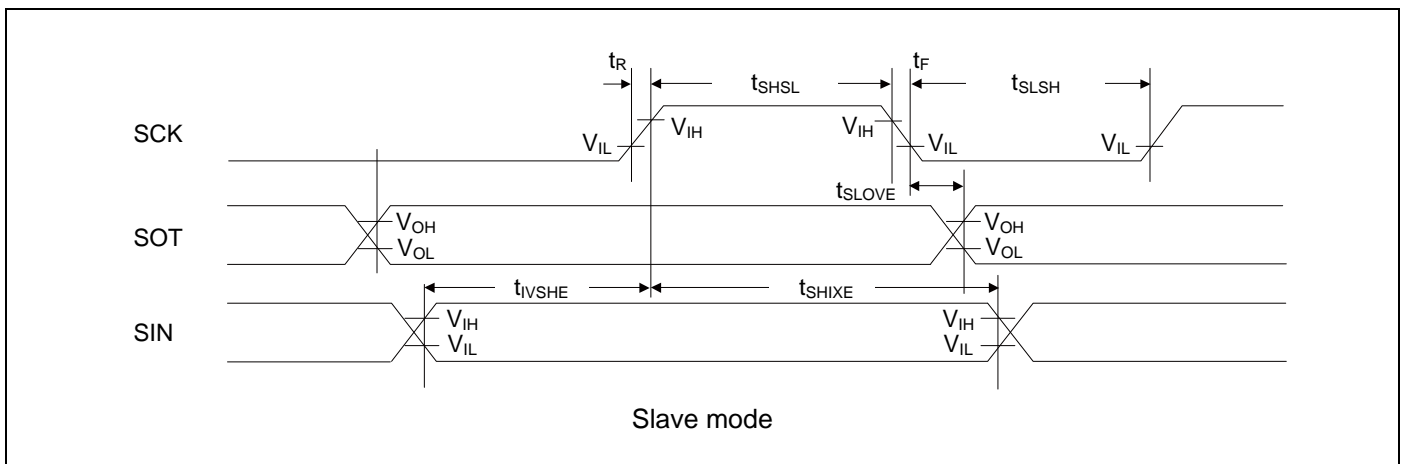 tR tF
tSHSL tSLSH
SCK VIL VIH VIH VIL VIL
tSLOVE
SOT VOH VOH
VOL VOL
tIVSHE tSHIXE
SIN VIH VIH
VIL VIL
Slave mode